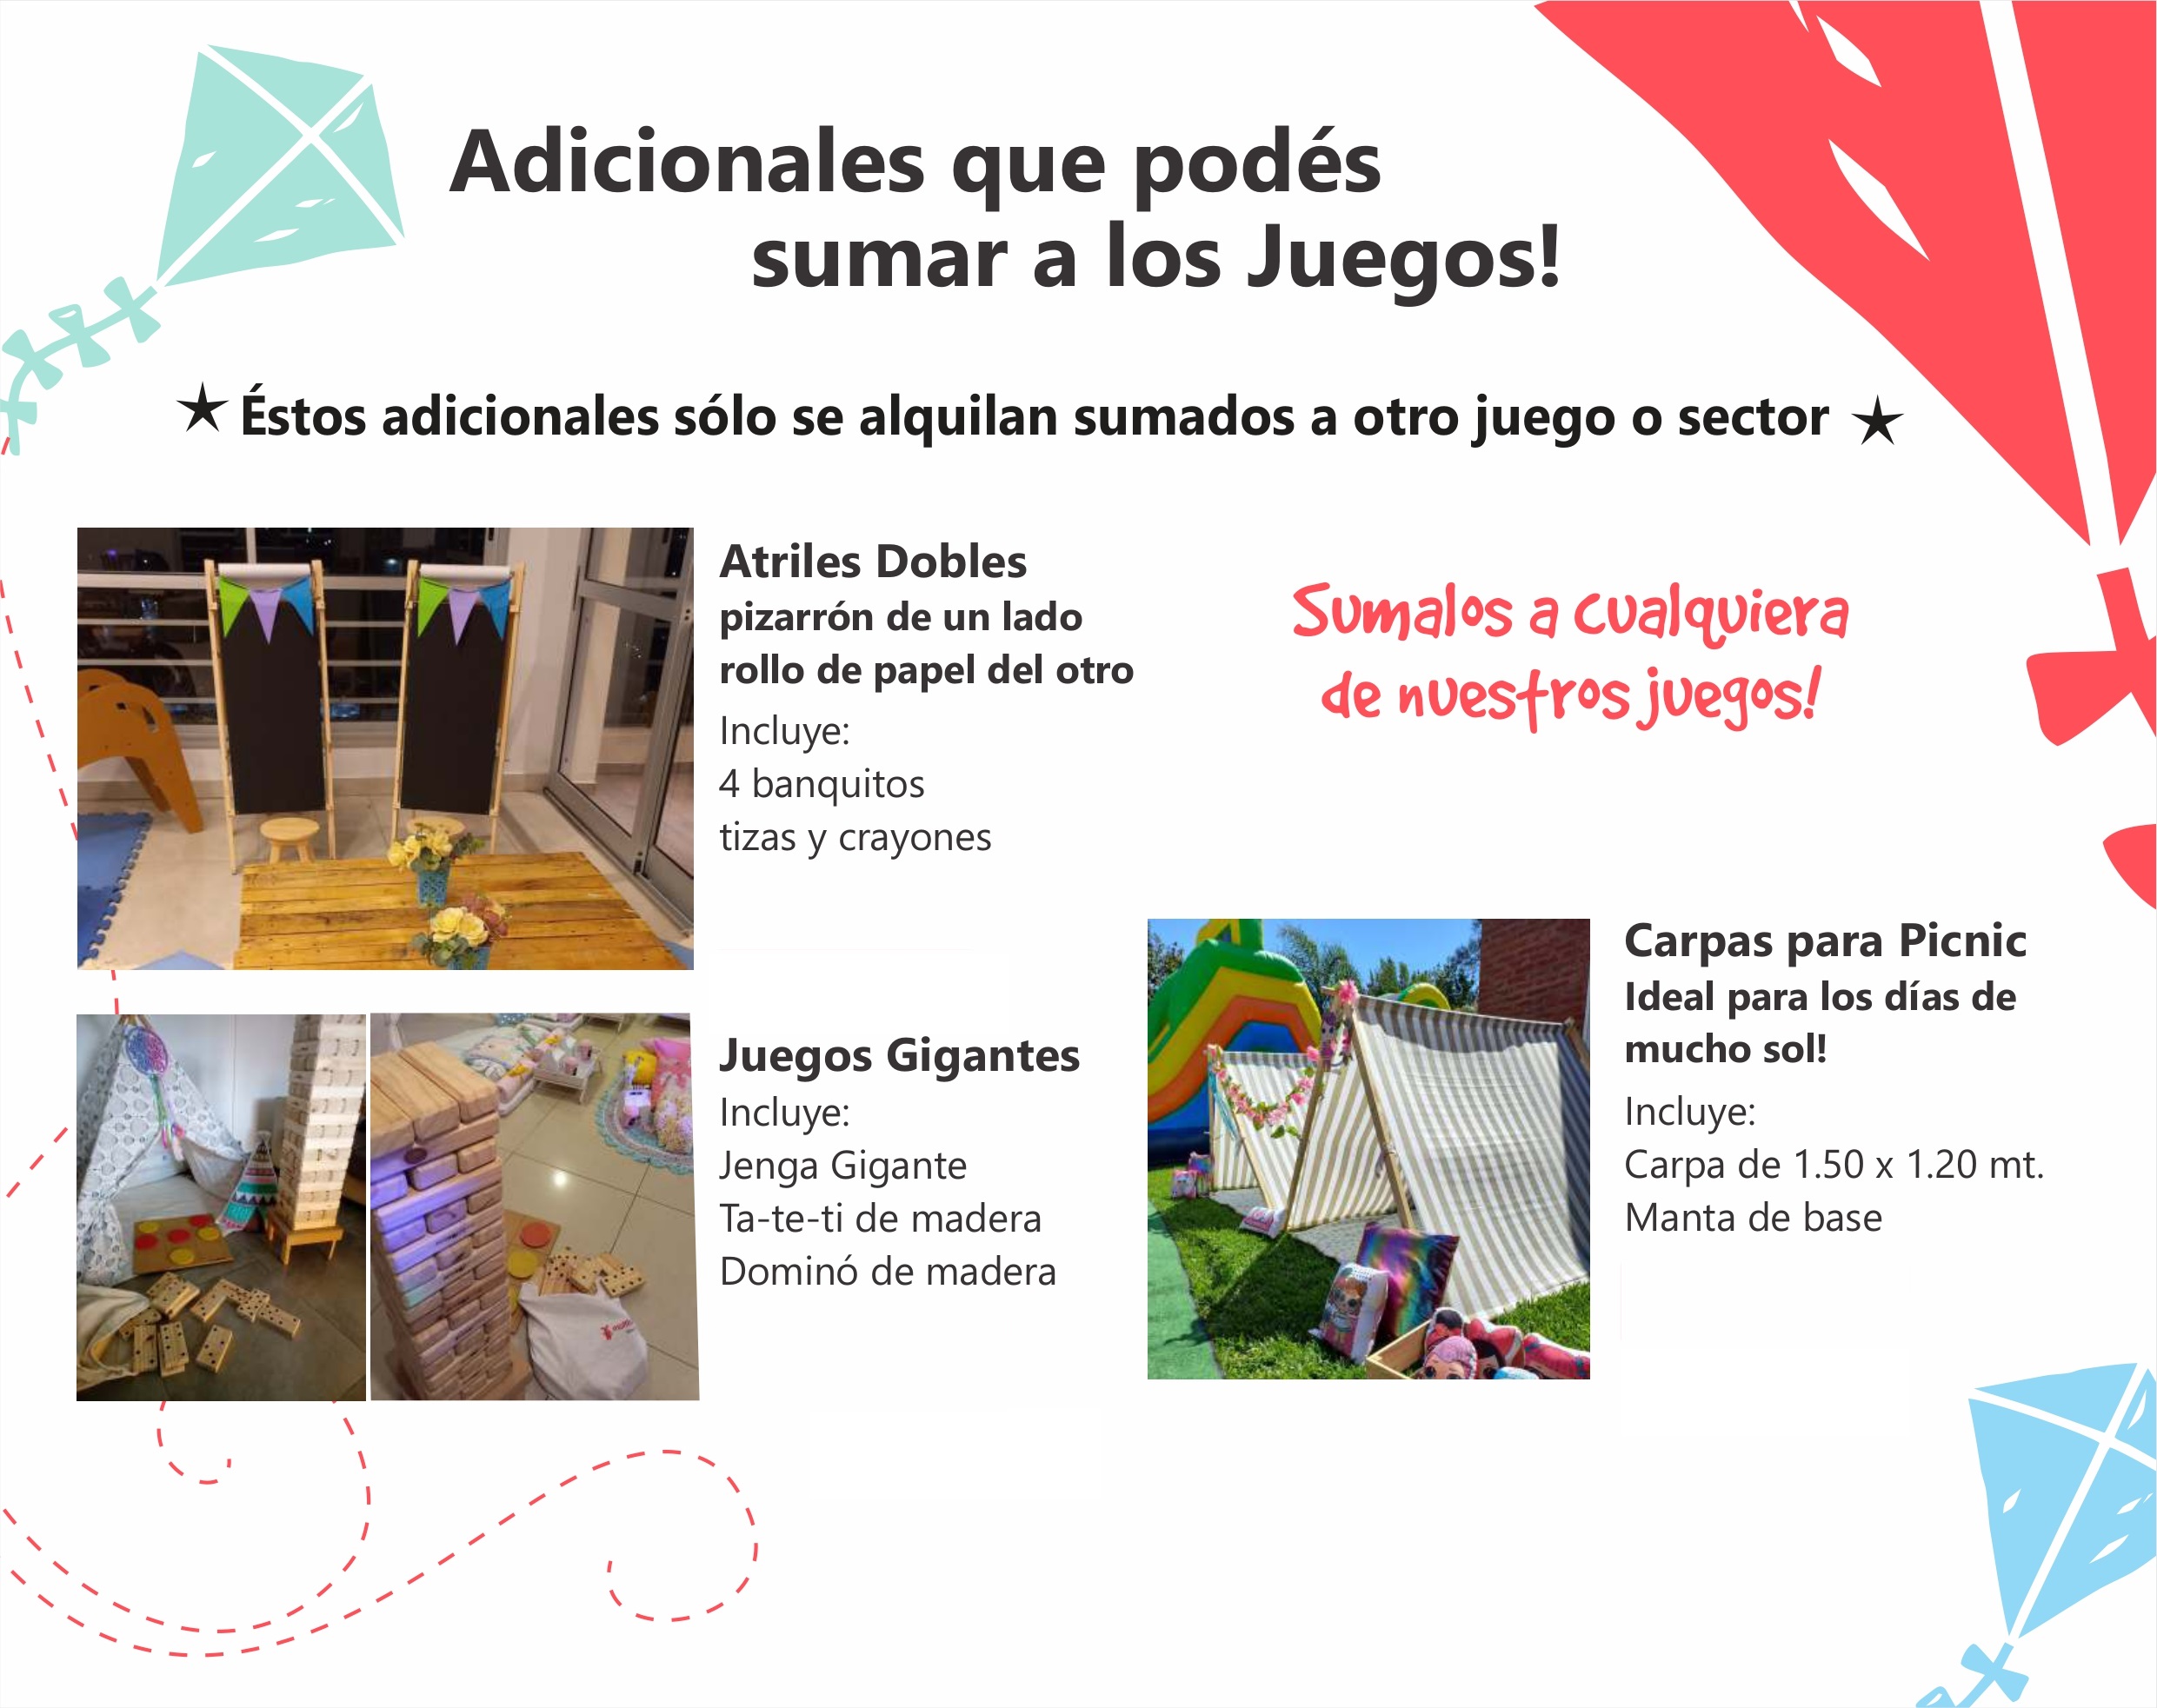 Adicionales que podés
sumar a los Juegos!
★ Éstos adicionales sólo se alquilan sumados a otro juego o sector ★
Atriles Dobles
pizarrón de un lado
rollo de papel del otro
Incluye:
4 banquitos
tizas y crayones
Sumalos a cualquiera
de nuestros juegos!
Juegos Gigantes
Incluye:
Jenga Gigante
Ta-te-ti de madera
Dominó de madera
Carpas para Picnic
Ideal para los días de
mucho sol!
Incluye:
Carpa de 1.50 x 1.20 mt.
Manta de base